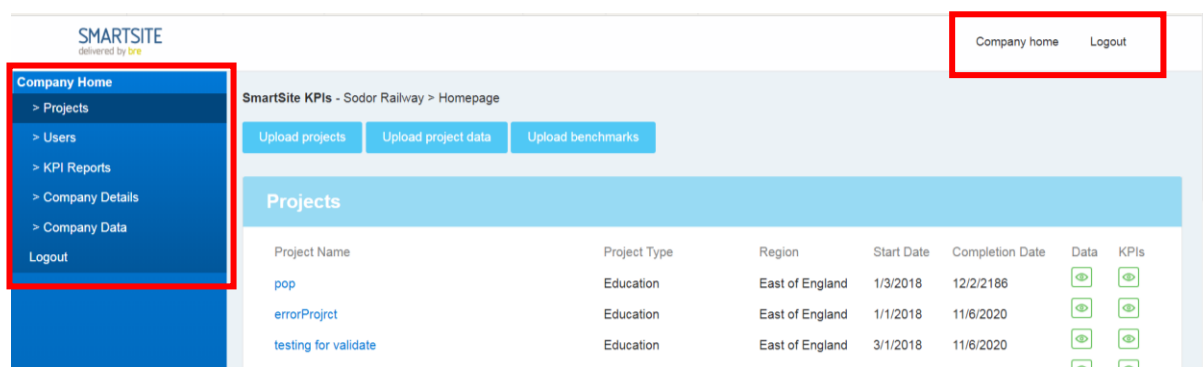 SMARTSITE
delivered by bre
Company home Logout
Company Home
> Projects
> Users
> KPI Reports
> Company Details
> Company Data
Logout
SmartSite KPIs - Sodor Railway > Homepage
Upload projects Upload project data Upload benchmarks
Projects
Project Name Project Type Region Start Date Completion Date Data KPIs
pop Education East of England 1/3/2018 12/2/2186
errorProjrct Education East of England 1/1/2018 11/6/2020
testing for validate Education East of England 3/1/2018 11/6/2020